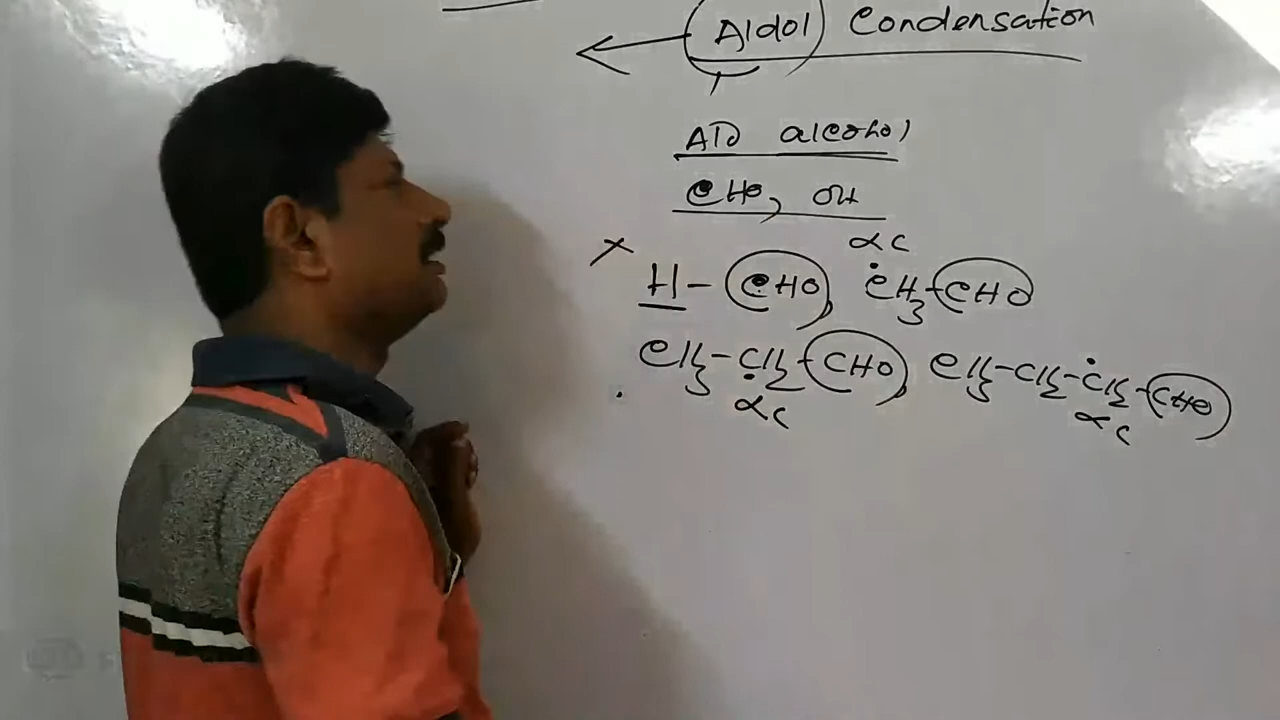 Aldol Condensation
ald alcohol
CHO, OH
αC
× H-CHO, CH3-CHO
CH3-CH2-CHO, CH3-CH2-CH2-CHO
αC αC